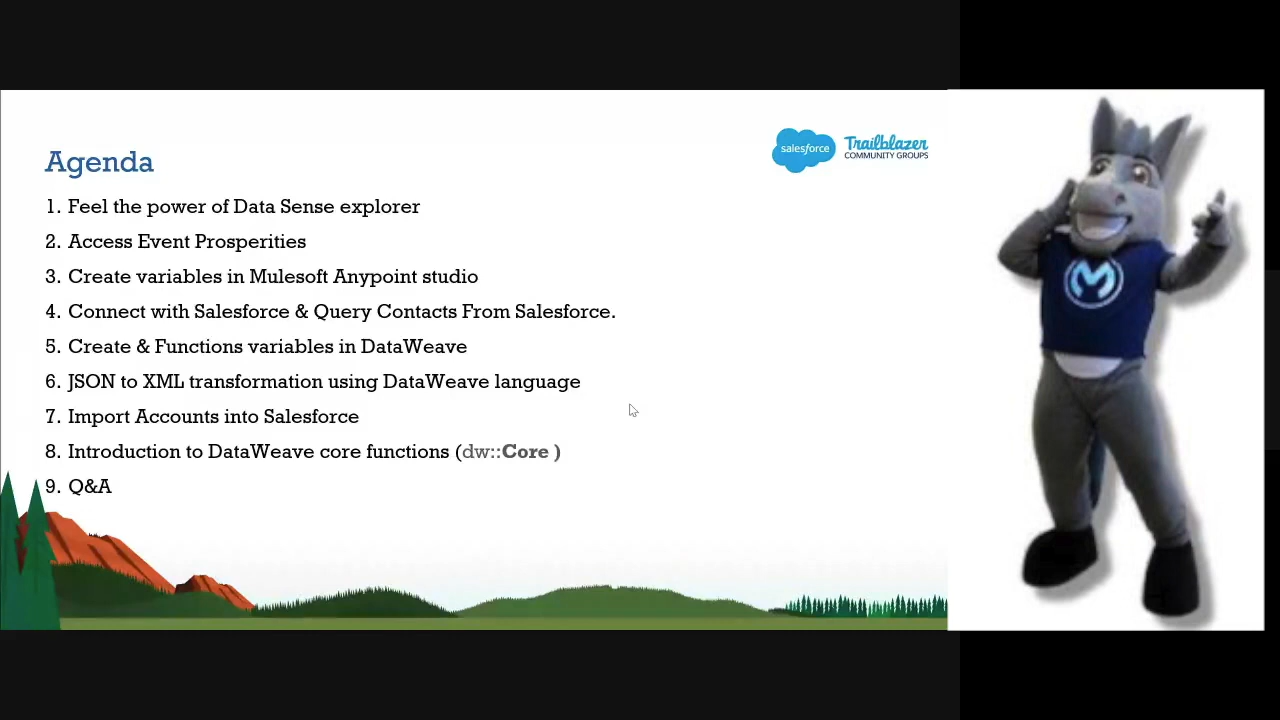 Agenda
salesforce
Trailblazer
COMMUNITY GROUPS
1. Feel the power of Data Sense explorer
2. Access Event Prosperities
3. Create variables in Mulesoft Anypoint studio
4. Connect with Salesforce & Query Contacts From Salesforce.
5. Create & Functions variables in DataWeave
6. JSON to XML transformation using DataWeave language
7. Import Accounts into Salesforce
8. Introduction to DataWeave core functions (dw::Core )
9. Q&A